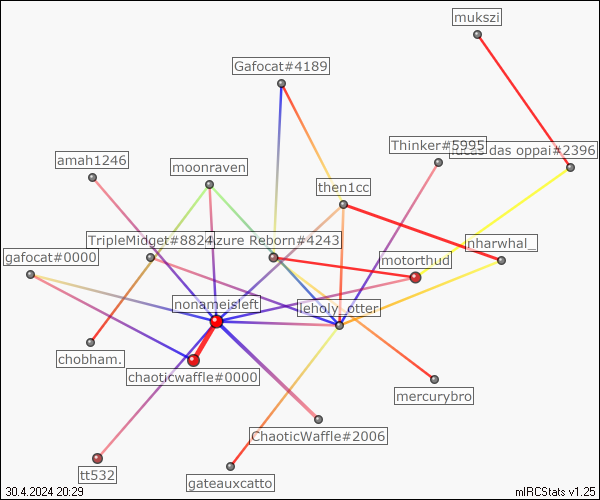 mukszi
Gafocat#4189
Thinker#5995
das oppai#2396
amah1246
moonraven
then1cc
TripleMidget#8824
Reborn#4243
nharwhal_
gafocat#0000
motorthud
nonameisleft
leholy_otter
chobham.
chaoticwaffle#0000
mercurybro
ChaoticWaffle#2006
tt532
gateauxcatto
30.4.2024 20:29
mIRCStats v1.25